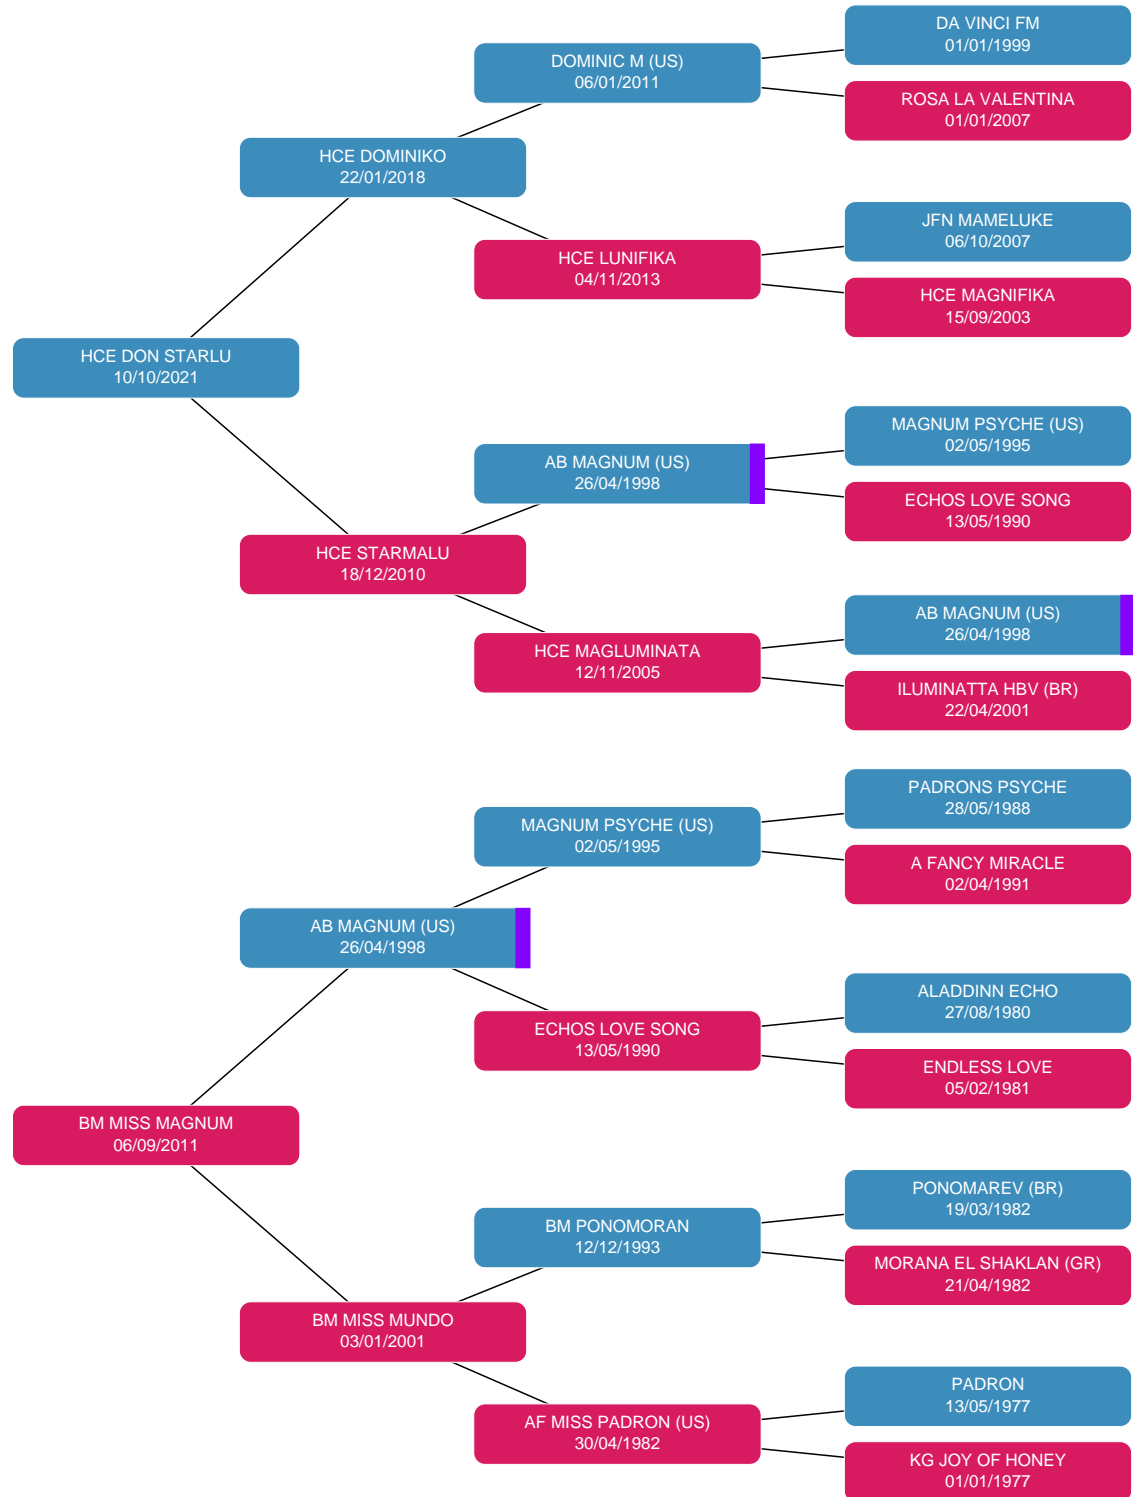 DA VINCI FM
01/01/1999
DOMINIC M (US)
06/01/2011
ROSA LA VALENTINA
01/01/2007
HCE DOMINIKO
22/01/2018
JFN MAMELUKE
06/10/2007
HCE LUNIFIKA
04/11/2013
HCE MAGNIFIKA
15/09/2003
HCE DON STARLU
10/10/2021
MAGNUM PSYCHE (US)
02/05/1995
AB MAGNUM (US)
26/04/1998
ECHOS LOVE SONG
13/05/1990
HCE STARMALU
18/12/2010
AB MAGNUM (US)
26/04/1998
HCE MAGLUMINATA
12/11/2005
ILUMINATTA HBV (BR)
22/04/2001
PADRONS PSYCHE
28/05/1988
MAGNUM PSYCHE (US)
02/05/1995
A FANCY MIRACLE
02/04/1991
AB MAGNUM (US)
26/04/1998
ALADDINN ECHO
27/08/1980
ECHOS LOVE SONG
13/05/1990
ENDLESS LOVE
05/02/1981
BM MISS MAGNUM
06/09/2011
PONOMAREV (BR)
19/03/1982
BM PONOMORAN
12/12/1993
MORANA EL SHAKLAN (GR)
21/04/1982
BM MISS MUNDO
03/01/2001
PADRON
13/05/1977
AF MISS PADRON (US)
30/04/1982
KG JOY OF HONEY
01/01/1977